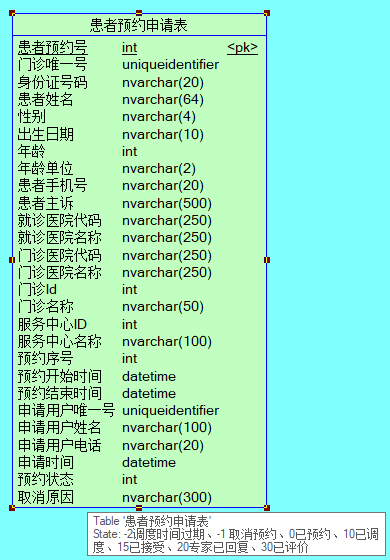 患者预约申请表
患者预约号 int <pk>
门诊唯一号 uniqueidentifier
身份证号码 nvarchar(20)
患者姓名 nvarchar(64)
性别 nvarchar(4)
出生日期 nvarchar(10)
年龄 int
年龄单位 nvarchar(2)
患者手机号 nvarchar(20)
患者主诉 nvarchar(500)
就诊医院代码 nvarchar(250)
就诊医院名称 nvarchar(250)
门诊医院代码 nvarchar(250)
门诊医院名称 nvarchar(250)
门诊Id int
门诊名称 nvarchar(50)
服务中心ID int
服务中心名称 nvarchar(100)
预约序号 int
预约开始时间 datetime
预约结束时间 datetime
申请用户唯一号 uniqueidentifier
申请用户姓名 nvarchar(100)
申请用户电话 nvarchar(20)
申请时间 datetime
预约状态 int
取消原因 nvarchar(300)
Table '患者预约申请表'
State: -2调度时间过期、-1 取消预约、0已预约、10已调
度、15已接受、20专家已回复、30已评价